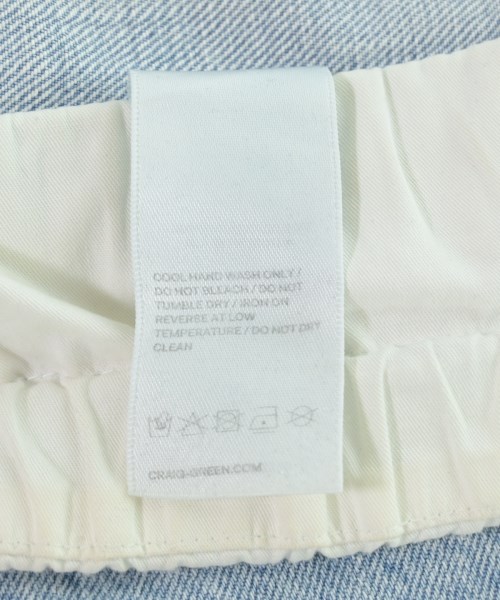 COOL HAND WASH ONLY /
DO NOT BLEACH / DO NOT
TUMBLE DRY / IRON ON
REVERSE AT LOW
TEMPERATURE / DO NOT DRY
CLEAN
CRAIG-GREEN.COM